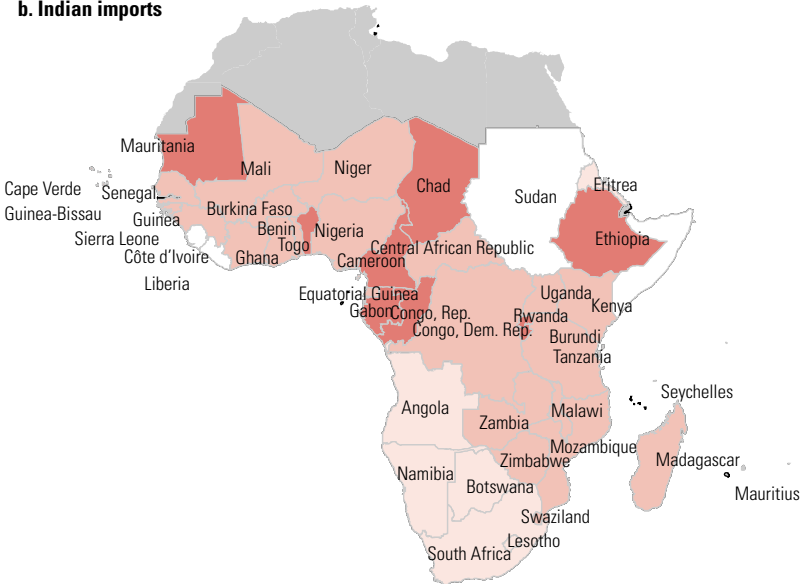 b. Indian imports
Mauritania
Mali
Niger
Chad
Sudan
Eritrea
Cape Verde
Senegal
Guinea-Bissau
Guinea
Burkina Faso
Benin
Nigeria
Togo
Ethiopia
Sierra Leone
Côte d'Ivoire
Ghana
Central African Republic
Cameroon
Liberia
Equatorial Guinea
Gabon
Congo, Rep.
Congo, Dem. Rep.
Uganda
Kenya
Rwanda
Burundi
Tanzania
Seychelles
Angola
Zambia
Malawi
Mozambique
Zimbabwe
Madagascar
Namibia
Botswana
Mauritius
Swaziland
Lesotho
South Africa